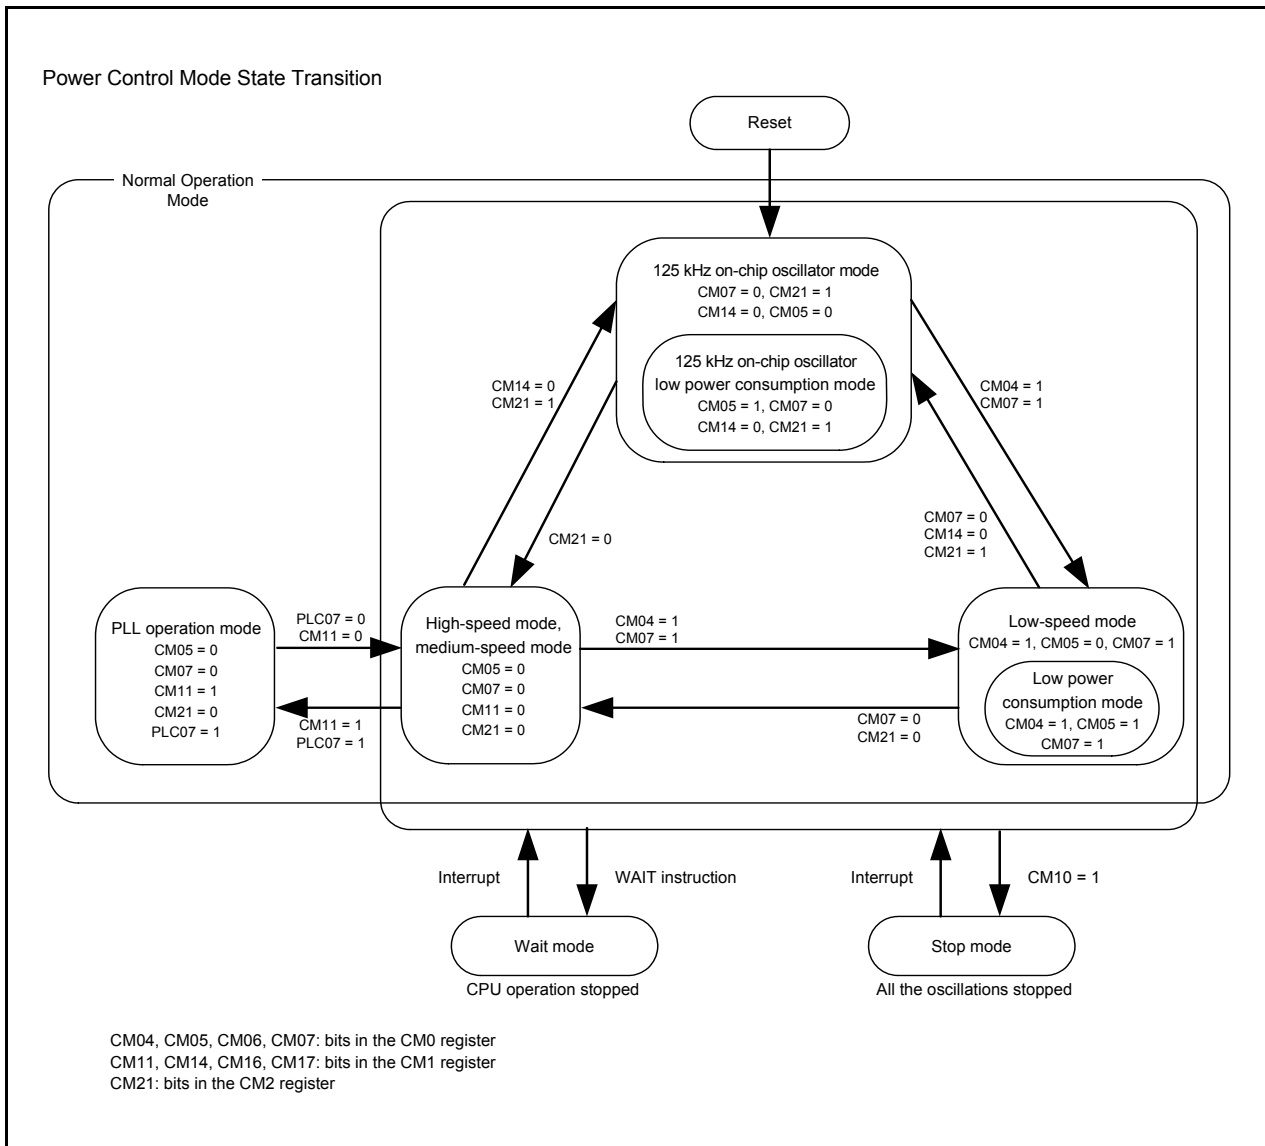 Power Control Mode State Transition
Reset
Normal Operation
Mode
125 kHz on-chip oscillator mode
CM07 = 0, CM21 = 1
CM14 = 0, CM05 = 0
125 kHz on-chip oscillator
low power consumption mode
CM05 = 1, CM07 = 0
CM14 = 0, CM21 = 1
CM14 = 0
CM21 = 1
CM04 = 1
CM07 = 1
CM21 = 0
CM07 = 0
CM14 = 0
CM21 = 1
PLL operation mode
CM05 = 0
CM07 = 0
CM11 = 1
CM21 = 0
PLC07 = 1
PLC07 = 0
CM11 = 0
CM11 = 1
PLC07 = 1
High-speed mode,
medium-speed mode
CM05 = 0
CM07 = 0
CM11 = 0
CM21 = 0
CM04 = 1
CM07 = 1
CM07 = 0
CM21 = 0
Low-speed mode
CM04 = 1, CM05 = 0, CM07 = 1
Low power
consumption mode
CM04 = 1, CM05 = 1
CM07 = 1
Interrupt
WAIT instruction
Interrupt
CM10 = 1
Wait mode
Stop mode
CPU operation stopped
All the oscillations stopped
CM04, CM05, CM06, CM07: bits in the CM0 register
CM11, CM14, CM16, CM17: bits in the CM1 register
CM21: bits in the CM2 register